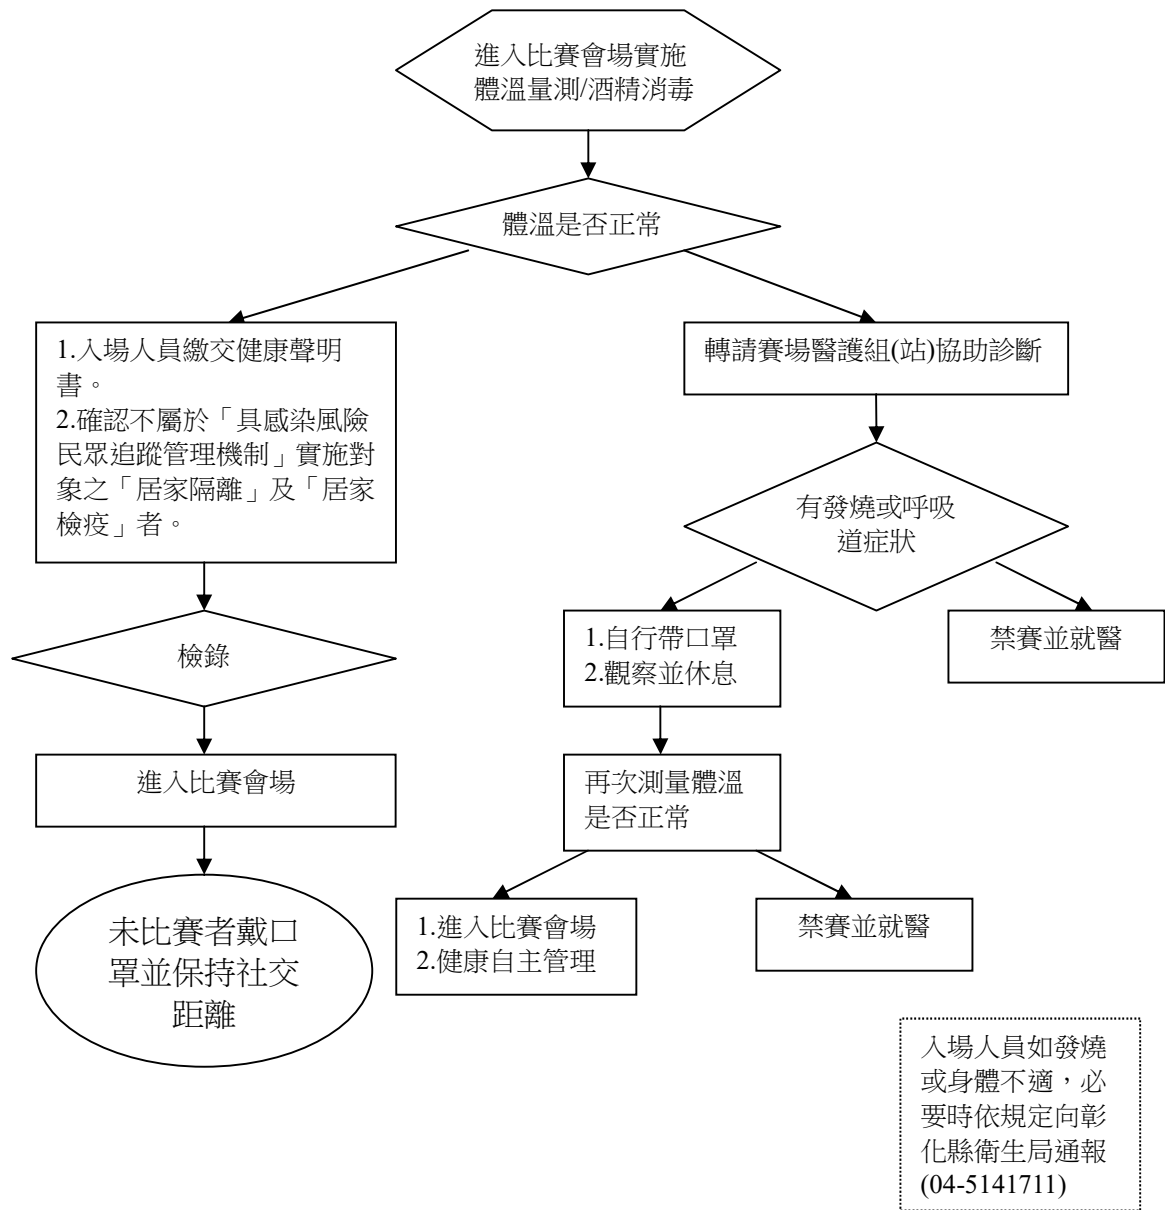 進入比賽會場實施
體溫量測/酒精消毒
體溫是否正常
1.入場人員繳交健康聲明
書。
2.確認不屬於「具感染風險
民眾追蹤管理機制」實施對
象之「居家隔離」及「居家
檢疫」者。
檢錄
進入比賽會場
未比賽者戴口
罩並保持社交
距離
轉請賽場醫護組(站)協助診斷
有發燒或呼吸
道症狀
1.自行帶口罩
2.觀察並休息
禁賽並就醫
再次測量體溫
是否正常
1.進入比賽會場
2.健康自主管理
禁賽並就醫
入場人員如發燒
或身體不適，必
要時依規定向彰
化縣衛生局通報
(04-5141711)